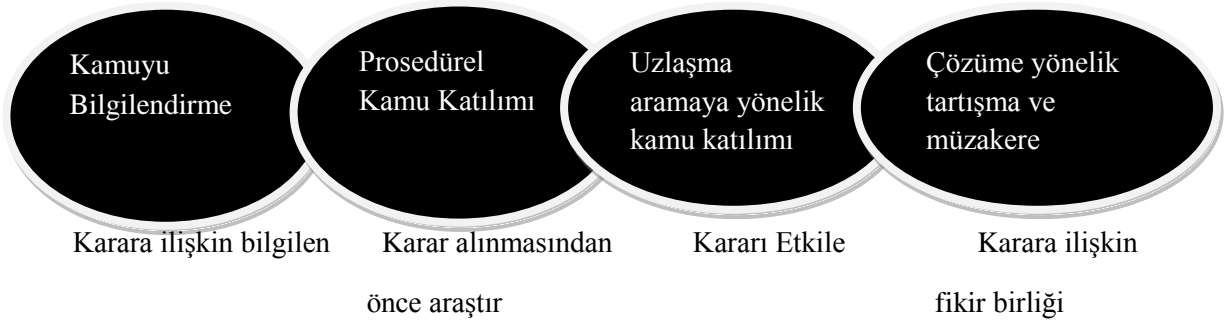 Kamuyu
Bilgilendirme
Prosedürel
Kamu Katılımı
Uzlaşma
aramaya yönelik
kamu katılımı
Çözüme yönelik
tartışma ve
müzakere
Karara ilişkin bilgilen
Karar alınmasından
önce araştır
Kararı Etkile
Karara ilişkin
fikir birliği